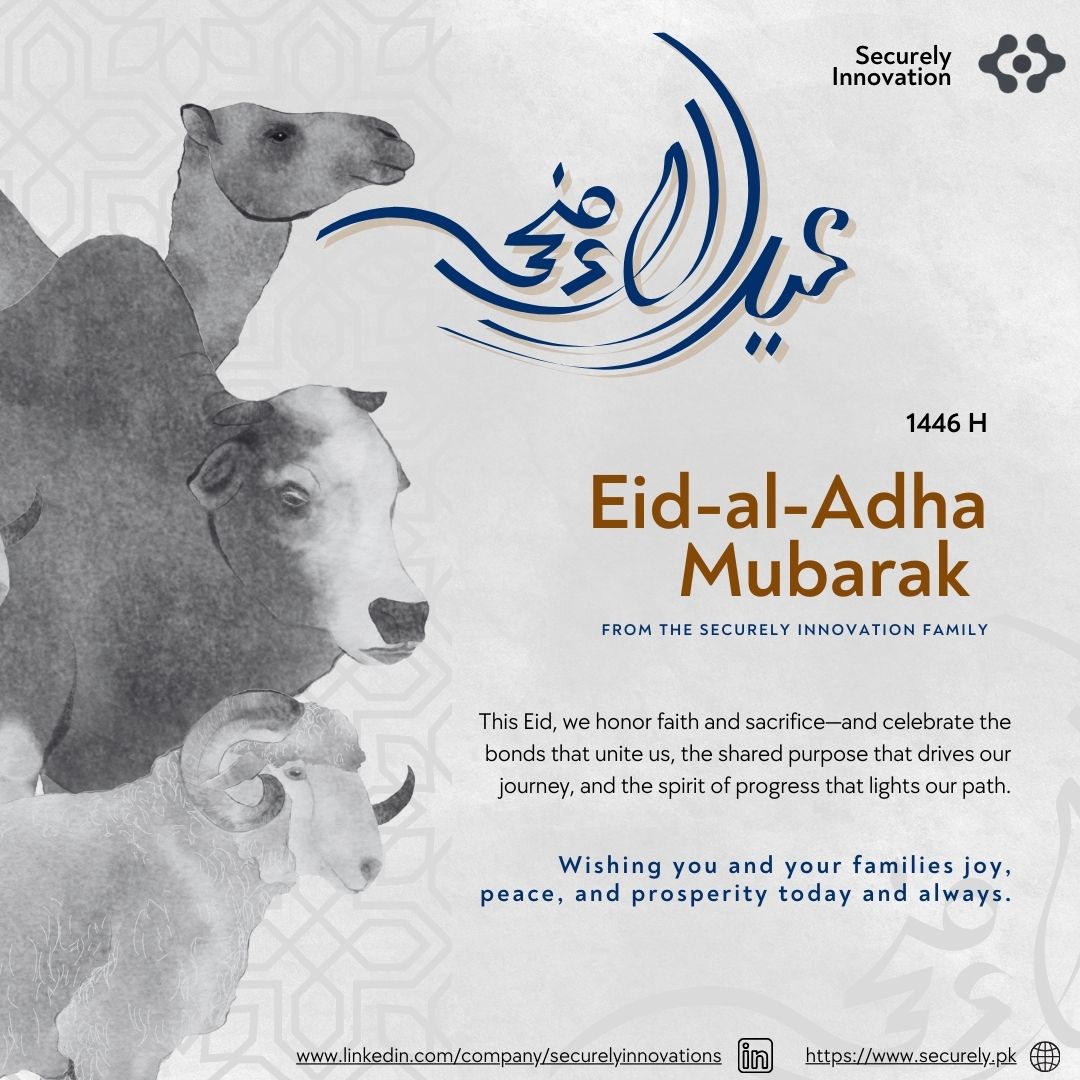 Securely
Innovation
عيد الأضحى
1446 H
Eid-al-Adha
Mubarak
FROM THE SECURELY INNOVATION FAMILY
This Eid, we honor faith and sacrifice—and celebrate the
bonds that unite us, the shared purpose that drives our
journey, and the spirit of progress that lights our path.
Wishing you and your families joy,
peace, and prosperity today and always.
www.linkedin.com/company/securelyinnovations
in
https://www.securely.pk